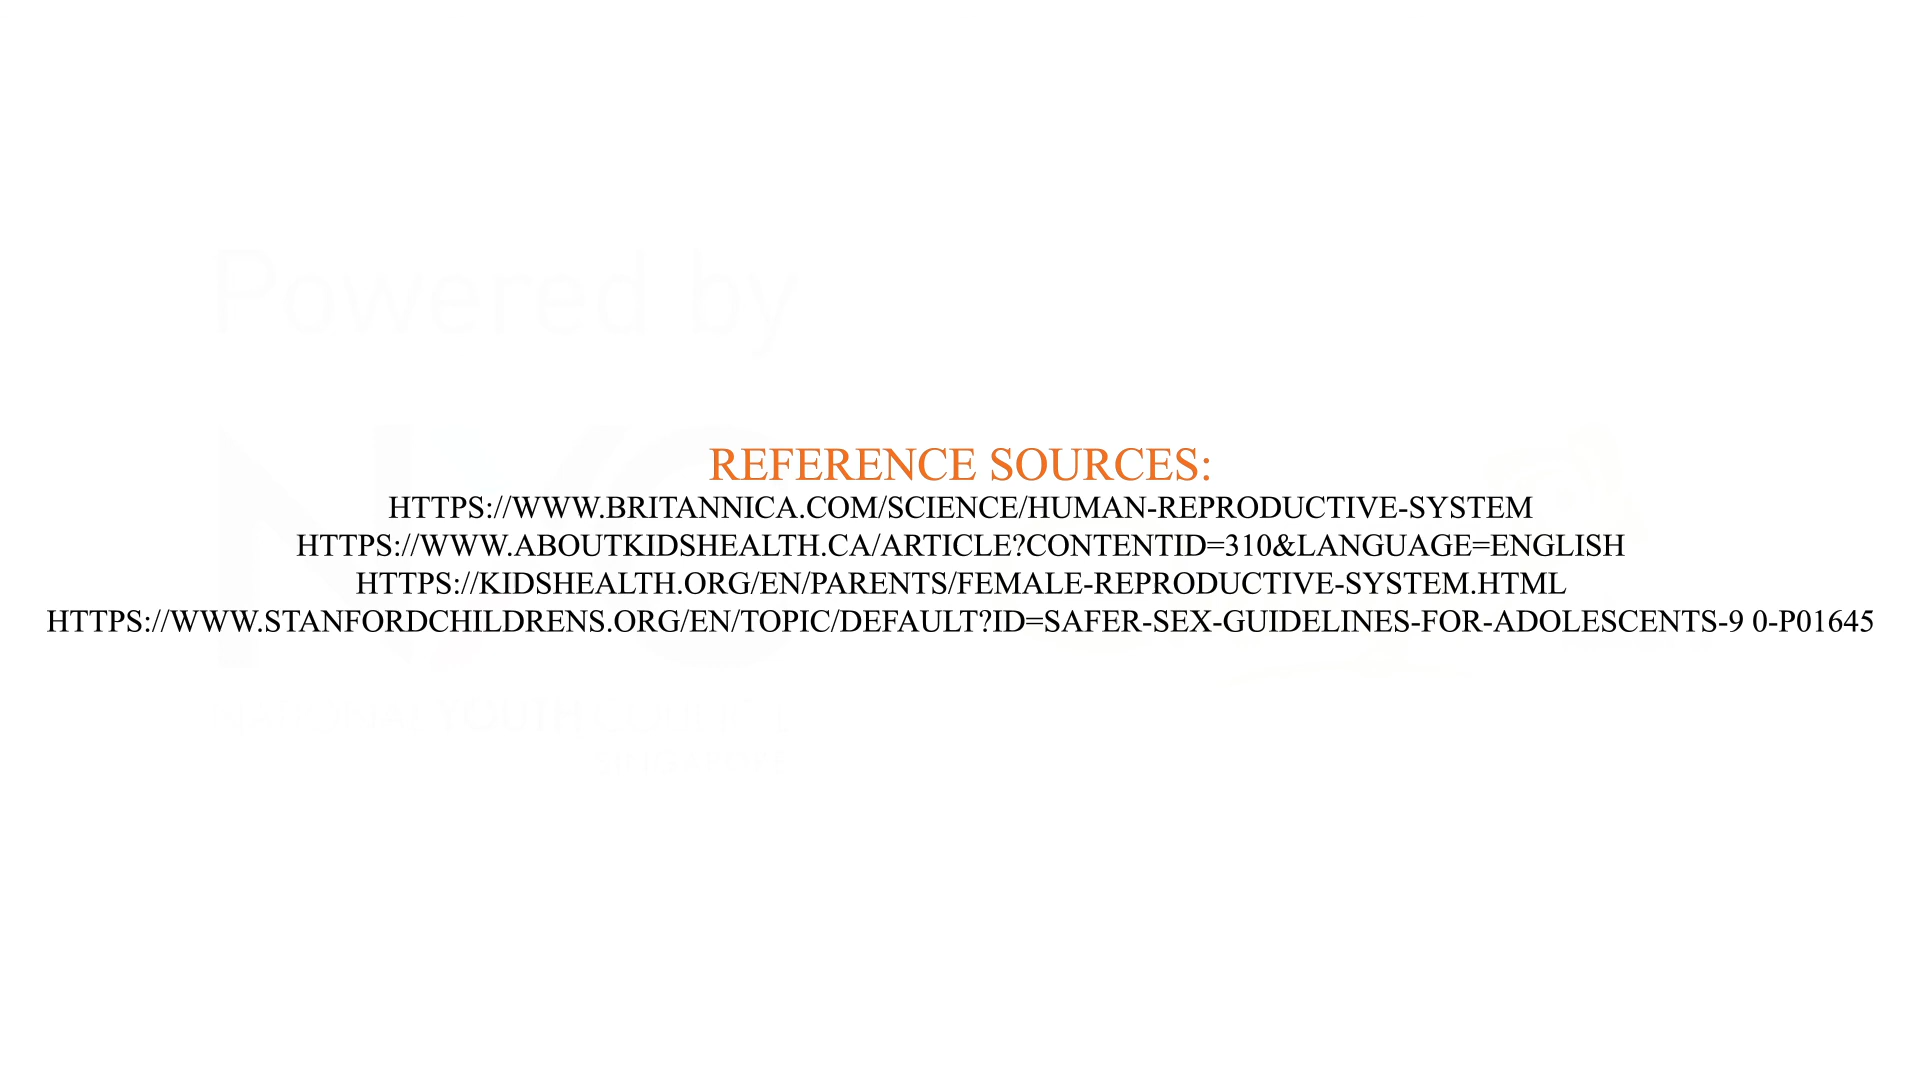 Powered by
REFERENCE SOURCES:
HTTPS://WWW.BRITANNICA.COM/SCIENCE/HUMAN-REPRODUCTIVE-SYSTEM
HTTPS://WWW.ABOUTKIDSHEALTH.CA/ARTICLE?CONTENTID=310&LANGUAGE=ENGLISH
HTTPS://KIDSHEALTH.ORG/EN/PARENTS/FEMALE-REPRODUCTIVE-SYSTEM.HTML
HTTPS://WWW.STANFORDCHILDRENS.ORG/EN/TOPIC/DEFAULT?ID=SAFER-SEX-GUIDELINES-FOR-ADOLESCENTS-9 0-P01645